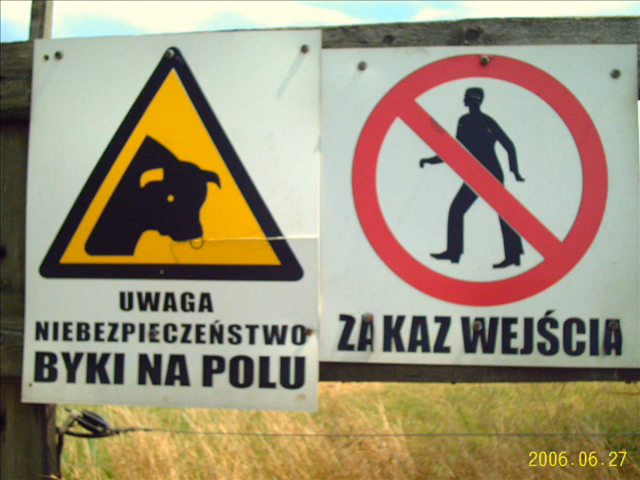 UWAGA
NIEBEZPIECZEŃSTWO
BYKI NA POLU
ZAKAZ WEJŚCIA
2006.06.27